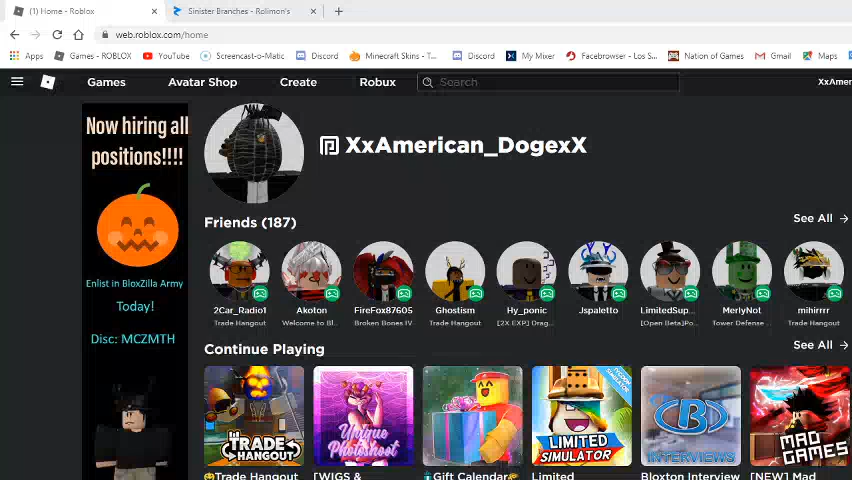 (1) Home - Roblox
Sinister Branches - Rolimon's
web.roblox.com/home
Apps
Games - ROBLOX
YouTube
Screencast-o-Matic
Discord
Minecraft Skins - T...
Discord
My Mixer
Facebrowser - Los S...
Nation of Games
Gmail
Maps
Games
Avatar Shop
Create
Robux
Search
XxAmer
Now hiring all
positions!!!!
Enlist in BloxZilla Army
Today!
Disc: MCZMTH
XxAmerican_DogexX
Friends (187)
See All
2Car_Radio1
Akoton
FireFox87605
Ghostism
Hy_ponic
Jspaletto
LimitedSup...
MerlyNot
mihirrrr
Trade Hangout
Welcome to Bl...
Broken Bones IV
Trade Hangout
[2X EXP] Drag...
[Open Beta]Po...
Tower Defense
Trade Hangout
Continue Playing
See All
TRADE
HANGOUT
Unique
Photoshoot
LIMITED
SIMULATOR
TYCOON
SIMULATOR
B
INTERVIEWS
MAD
GAMES
Trade Hangout
[WIGS &
Gift Calendar
Limited
Bloxton Interview
[NEW] Mad